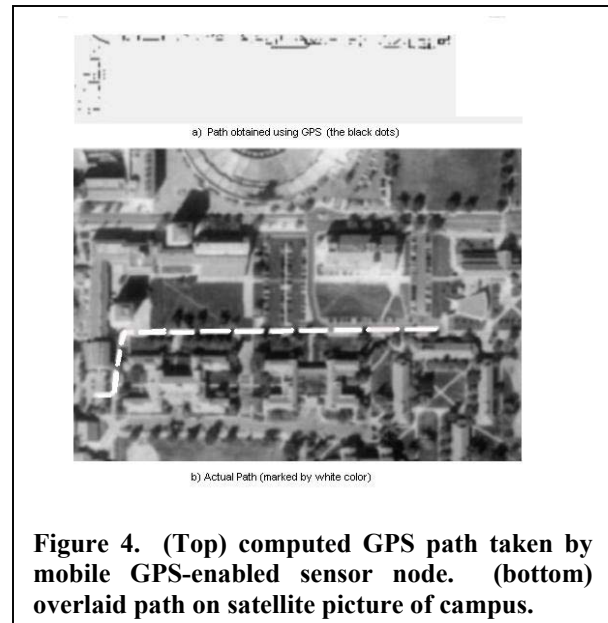 a) Path obtained using GPS (the black dots)
b) Actual Path (marked by white color)
Figure 4. (Top) computed GPS path taken by
mobile GPS-enabled sensor node. (bottom)
overlaid path on satellite picture of campus.